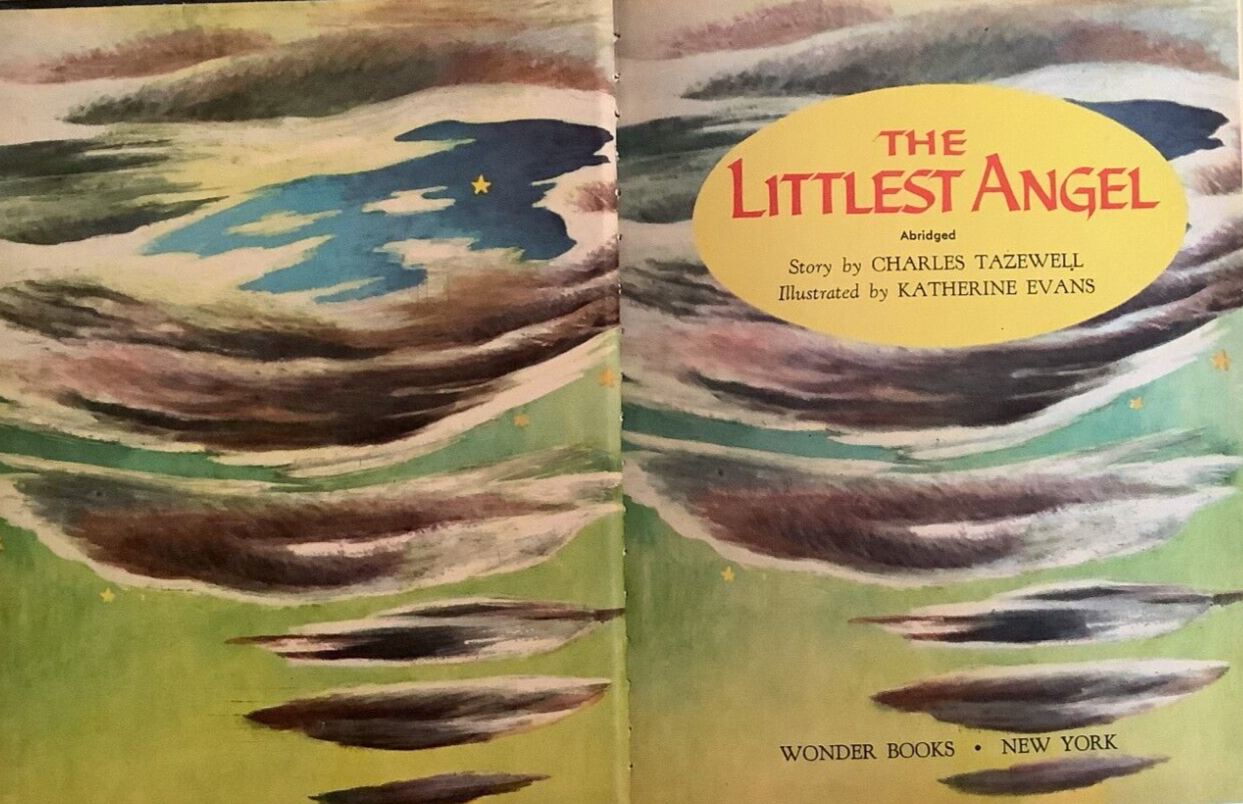 THE
LITTLEST ANGEL
Abridged
Story by CHARLES TAZEWELL
Illustrated by KATHERINE EVANS
WONDER BOOKS • NEW YORK